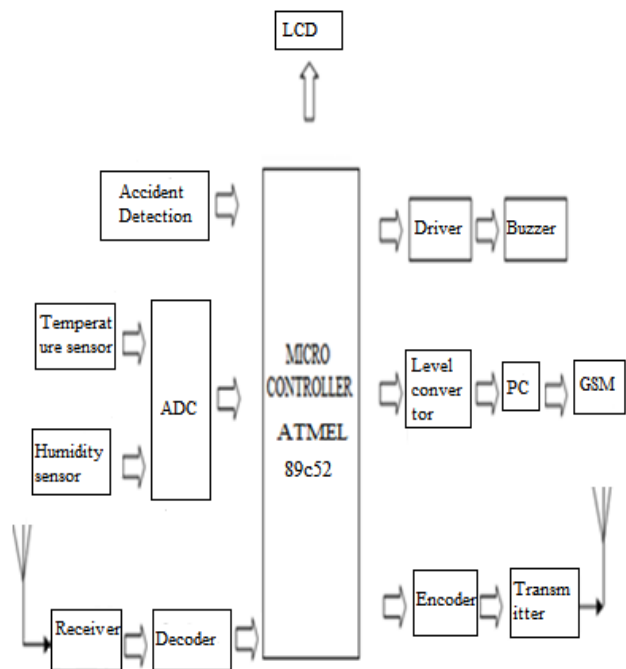 LCD
Accident
Detection
Driver
Buzzer
Temperat
ure sensor
ADC
Humidity
sensor
MICRO
CONTROLLER
ATMEL
89c52
Level
conver
tor
PC
GSM
Receiver
Decoder
Encoder
Transm
itter